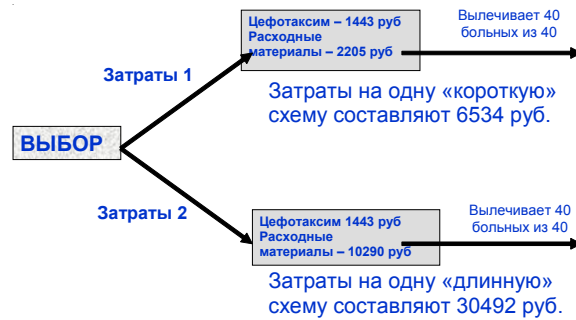 Цефотаксим – 1443 руб
Расходные
материалы – 2205 руб
Вылечивает 40
больных из 40
Затраты 1
Затраты на одну «короткую»
схему составляют 6534 руб.
ВЫБОР
Затраты 2
Цефотаксим 1443 руб
Расходные
материалы – 10290 руб
Вылечивает 40
больных из 40
Затраты на одну «длинную»
схему составляют 30492 руб.